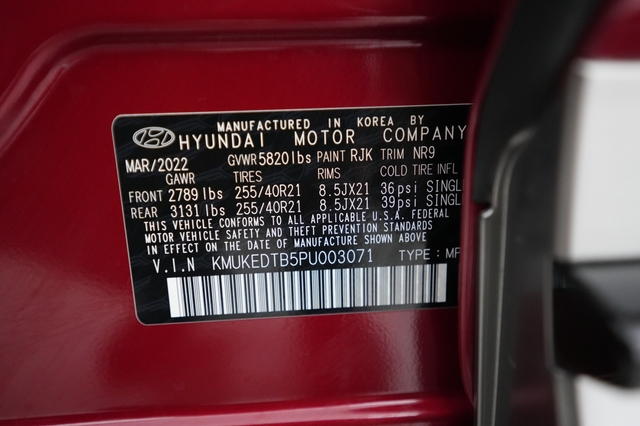 MANUFACTURED IN KOREA BY
HYUNDAI MOTOR COMPANY
MAR/2022 GVWR 5820 lbs PAINT RJK TRIM NR9
GAWR TIRES RIMS COLD TIRE INFL
FRONT 2789 lbs 255/40R21 8.5JX21 36psi SINGL
REAR 3131 lbs 255/40R21 8.5JX21 39psi SINGL
THIS VEHICLE CONFORMS TO ALL APPLICABLE U.S.A. FEDERAL
MOTOR VEHICLE SAFETY AND THEFT PREVENTION STANDARDS
IN EFFECT ON THE DATE OF MANUFACTURE SHOWN ABOVE
V.I.N KMUKEDTB5PU003071 TYPE : MP